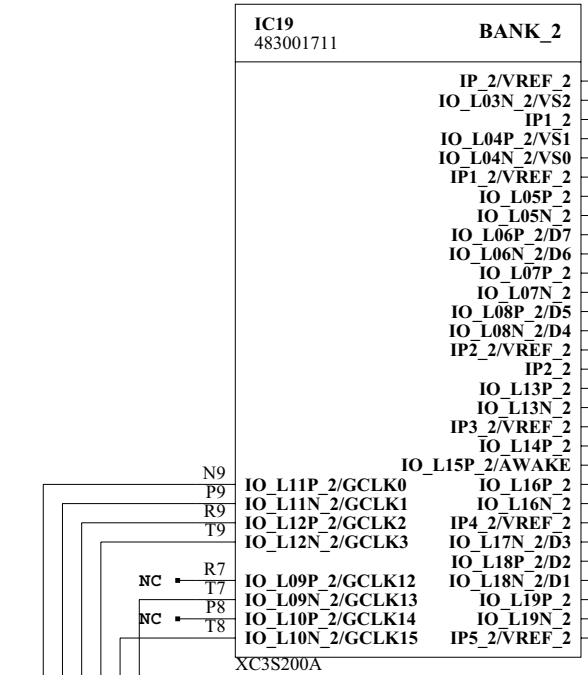 IC19 BANK_2
483001711
IP_2/VREF_2
IO_L03N_2/VS2
IP1_2
IO_L04P_2/VS1
IO_L04N_2/VS0
IP1_2/VREF_2
IO_L05P_2
IO_L05N_2
IO_L06P_2/D7
IO_L06N_2/D6
IO_L07P_2
IO_L07N_2
IO_L08P_2/D5
IO_L08N_2/D4
IP2_2/VREF_2
IP2_2
IO_L13P_2
IO_L13N_2
IP3_2/VREF_2
IO_L14P_2
IO_L15P_2/AWAKE
N9 IO_L11P_2/GCLK0 IO_L16P_2
P9 IO_L11N_2/GCLK1 IO_L16N_2
R9 IO_L12P_2/GCLK2 IP4_2/VREF_2
T9 IO_L12N_2/GCLK3 IO_L17N_2/D3
IO_L18P_2/D2
NC R7 IO_L09P_2/GCLK12 IO_L18N_2/D1
T7 IO_L09N_2/GCLK13 IO_L19P_2
NC P8 IO_L10P_2/GCLK14 IO_L19N_2
T8 IO_L10N_2/GCLK15 IP5_2/VREF_2
XC3S200A